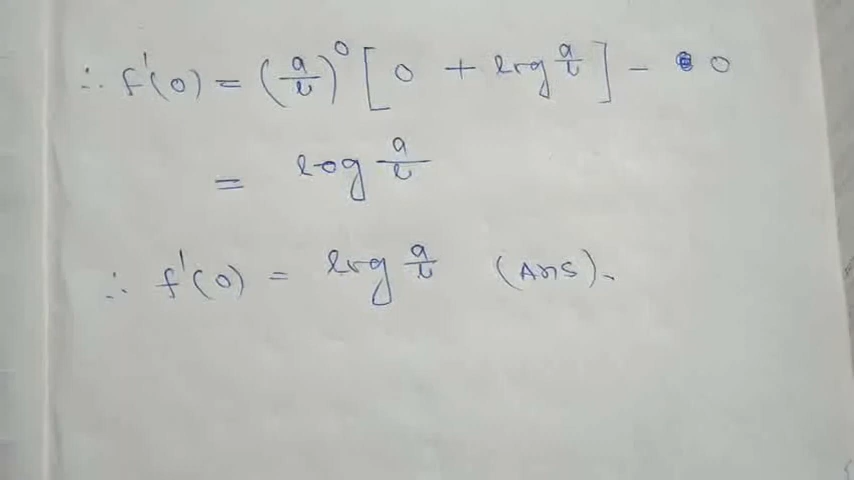 ∴ f'(0) = (a/b)^0 [0 + log a/b] - 0
= log a/b
∴ f'(0) = log a/b (Ans).